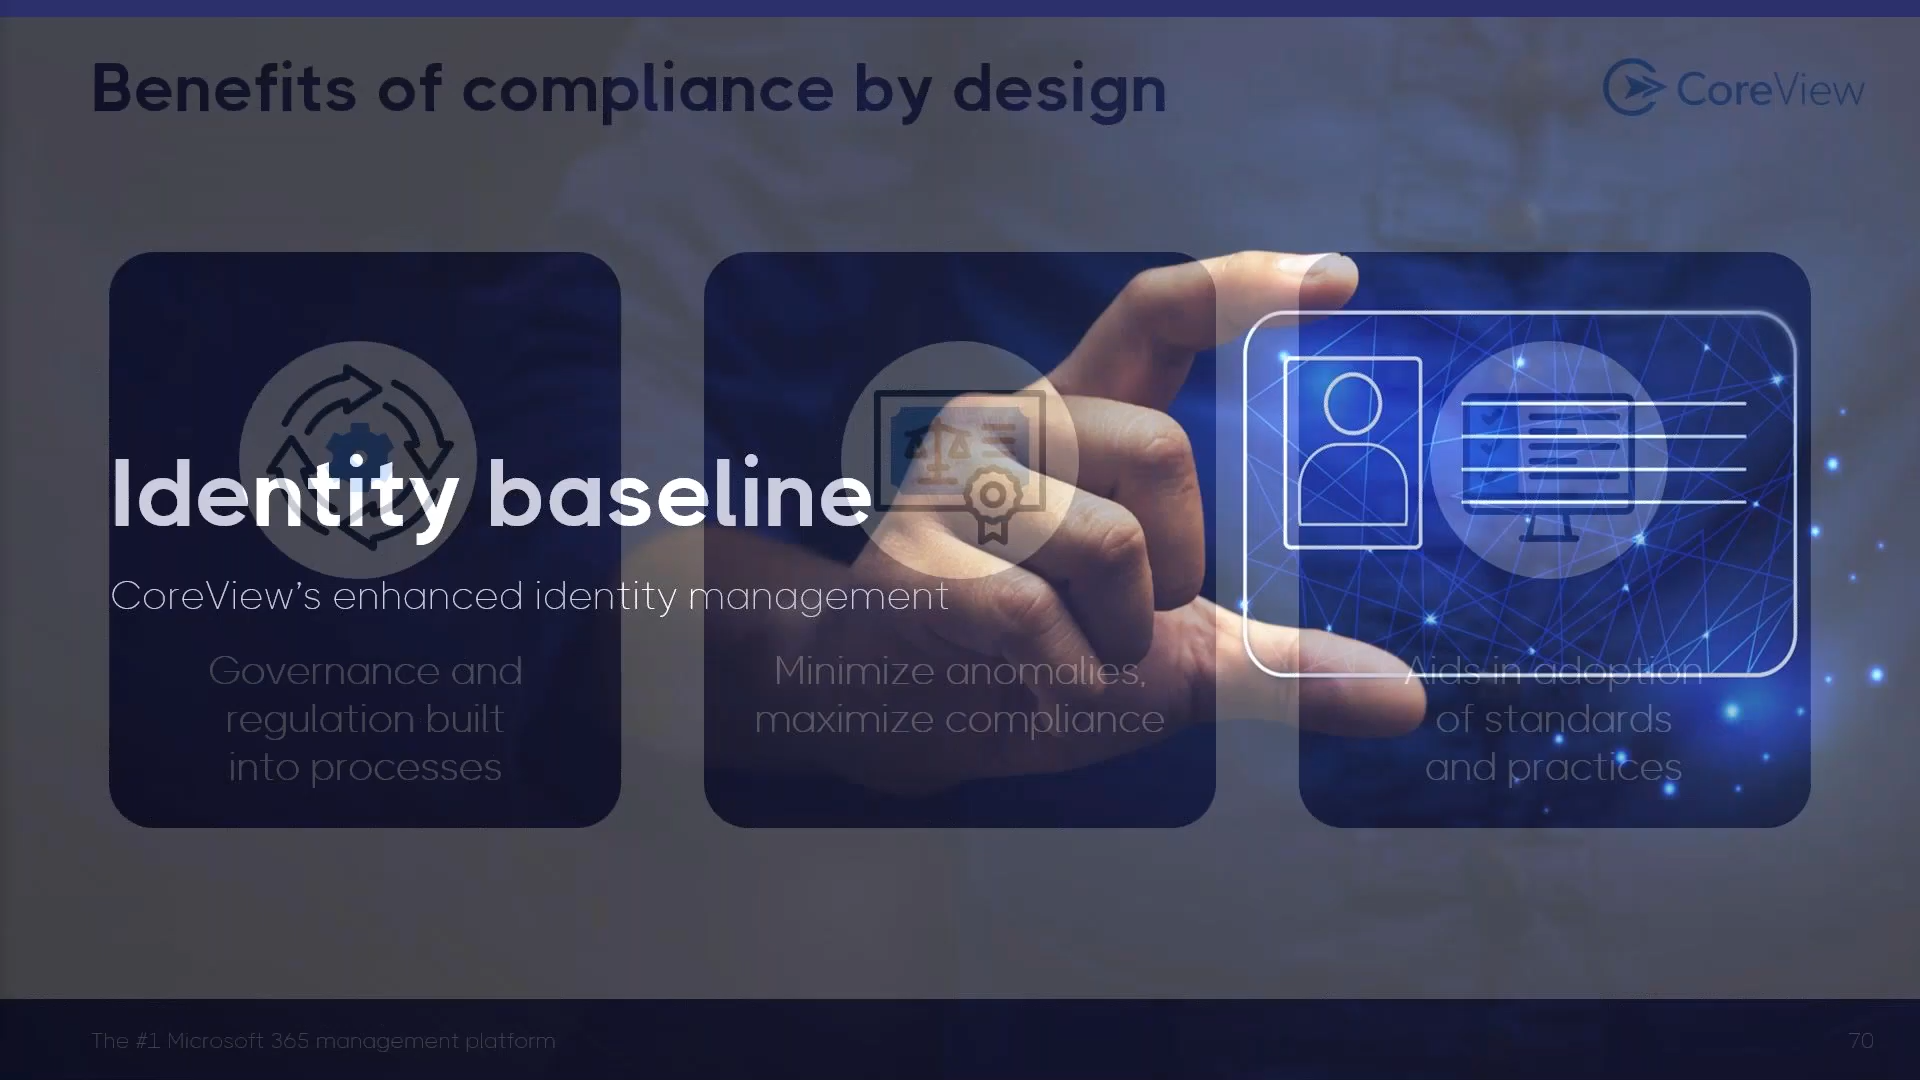 Benefits of compliance by design
CoreView
Identity baseline
CoreView's enhanced identity management
Governance and
regulation built
into processes
Minimize anomalies,
maximize compliance
Aids in adoption
of standards
and practices
The #1 Microsoft 365 management platform
70